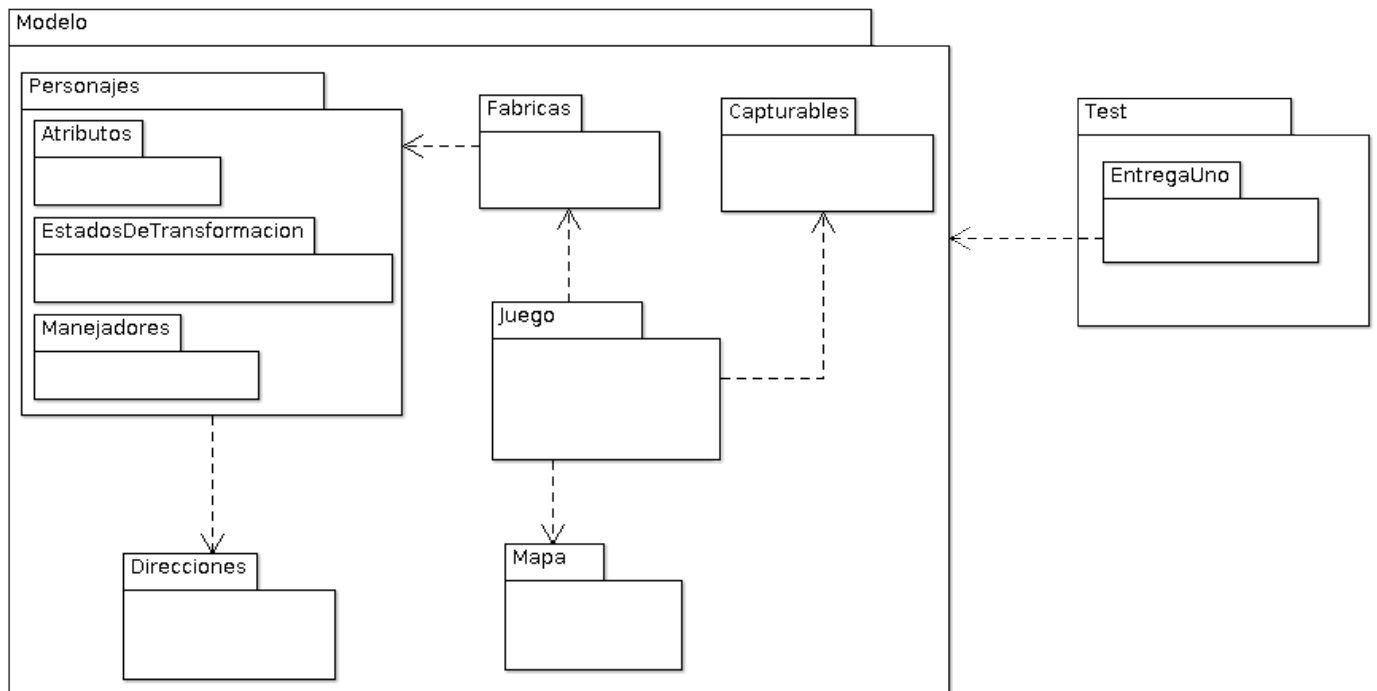 Modelo
Personajes
Atributos
EstadosDeTransformacion
Manejadores
Fabricas
Capturables
Juego
Direcciones
Mapa
Test
EntregaUno